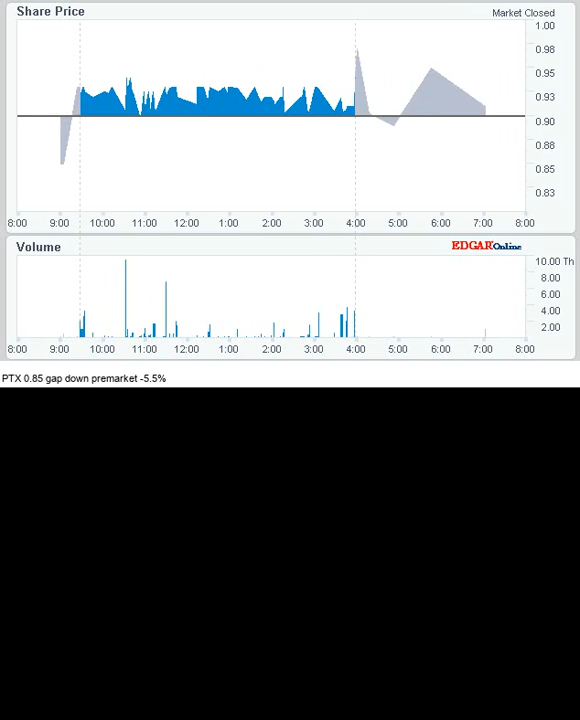 Share Price
Market Closed
1.00
0.98
0.95
0.93
0.90
0.88
0.85
0.83
8:00 9:00 10:00 11:00 12:00 1:00 2:00 3:00 4:00 5:00 6:00 7:00 8:00
Volume
EDGAR Online
10.00 Th
8.00
6.00
4.00
2.00
8:00 9:00 10:00 11:00 12:00 1:00 2:00 3:00 4:00 5:00 6:00 7:00 8:00
PTX 0.85 gap down premarket -5.5%